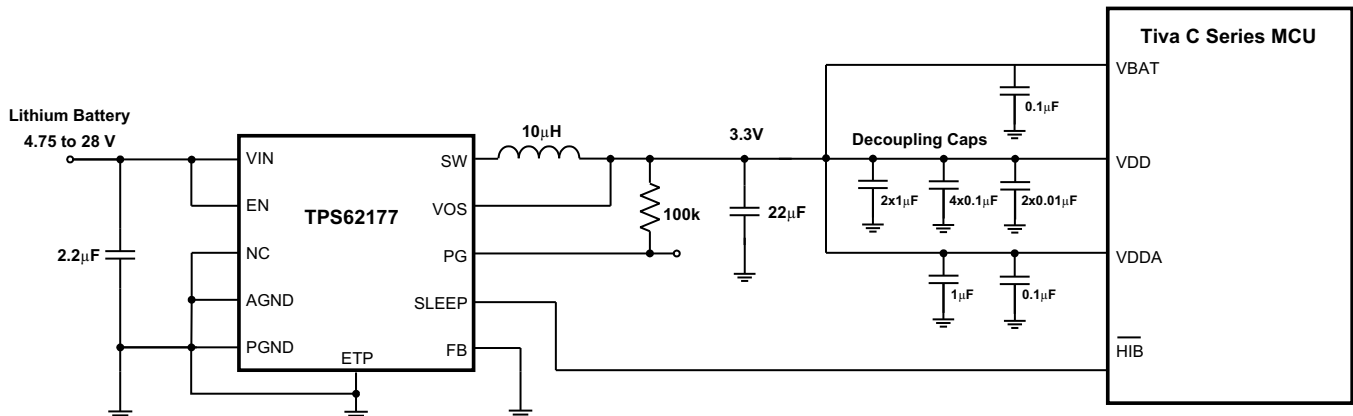 Tiva C Series MCU
VBAT
0.1μF
Lithium Battery
4.75 to 28 V
10μH
3.3V
Decoupling Caps
VIN
SW
VDD
EN
TPS62177
VOS
100k
22μF
2x1μF
4x0.1μF
2x0.01μF
2.2μF
NC
PG
VDDA
AGND
SLEEP
1μF
0.1μF
PGND
ETP
FB
HIB